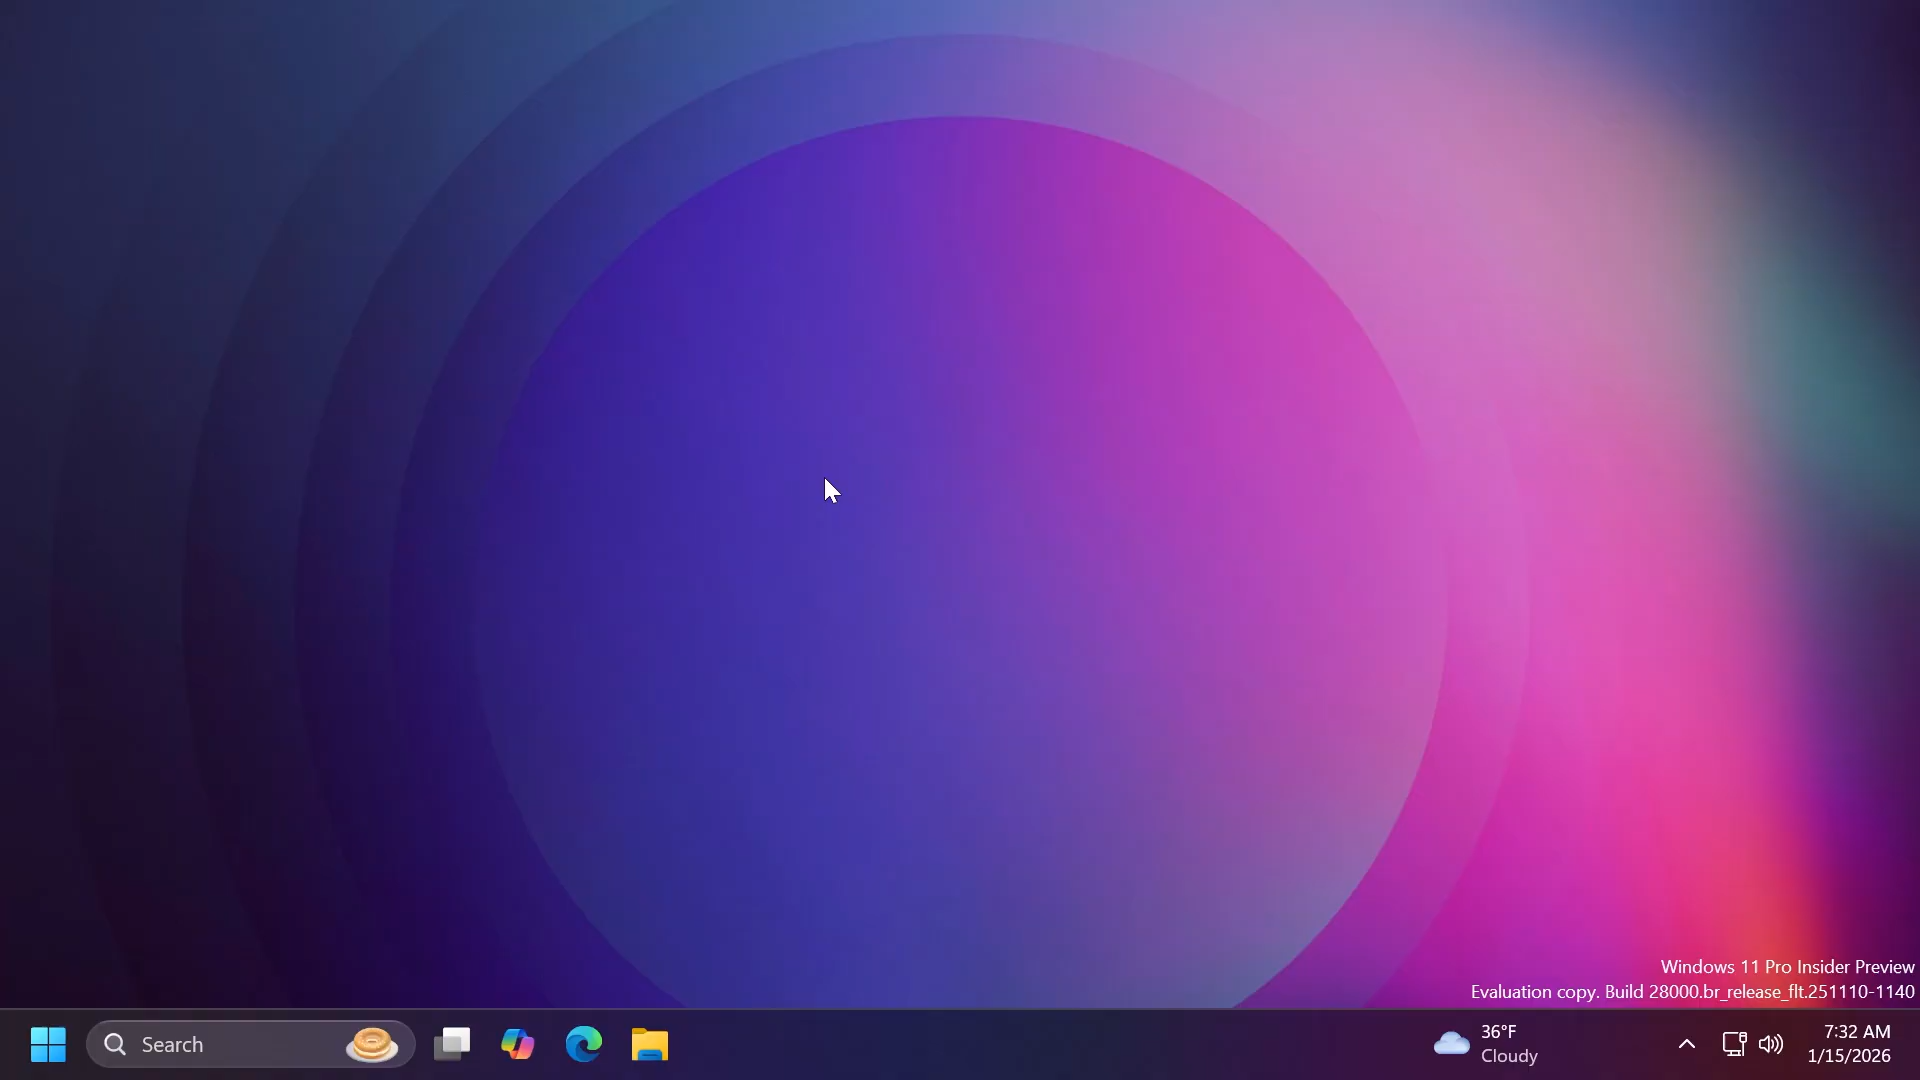 Windows 11 Pro Insider Preview
Evaluation copy. Build 28000.br_release_flt.251110-1140
Search
36°F
Cloudy
7:32 AM
1/15/2026